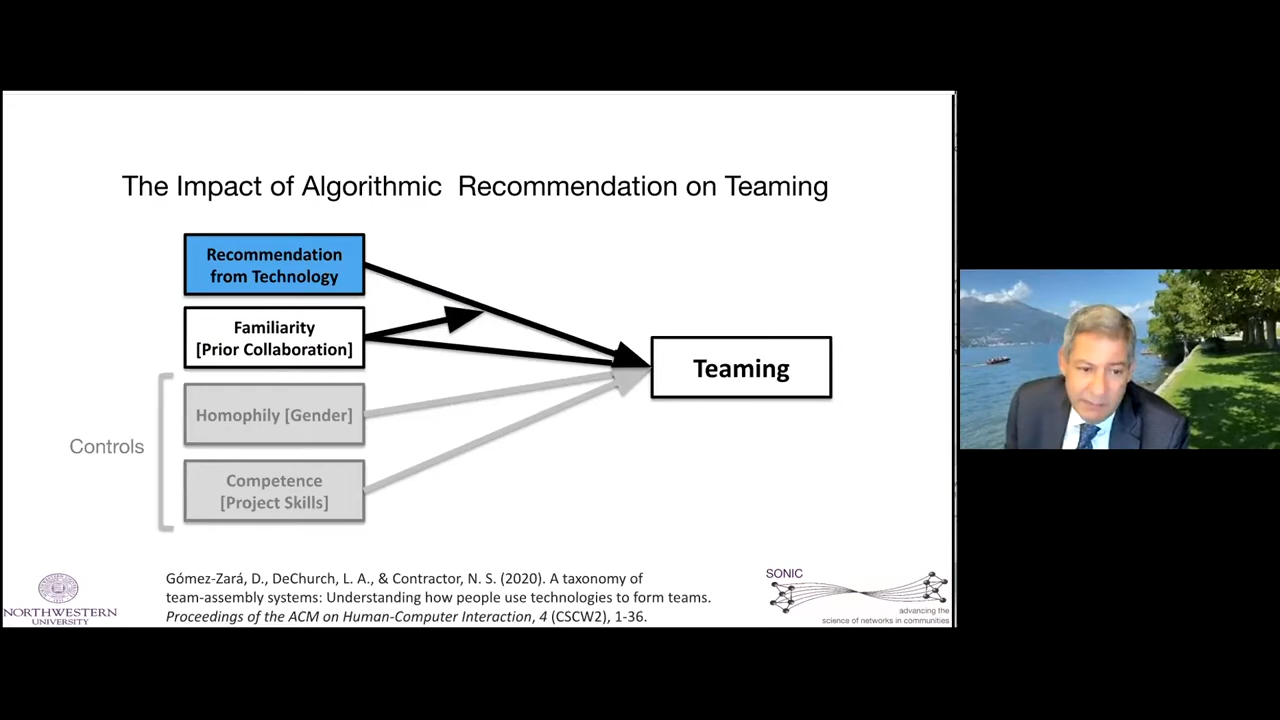 The Impact of Algorithmic Recommendation on Teaming
Recommendation
from Technology
Familiarity
[Prior Collaboration]
Teaming
Homophily [Gender]
Controls
Competence
[Project Skills]
Gómez-Zará, D., DeChurch, L. A., & Contractor, N. S. (2020). A taxonomy of
team-assembly systems: Understanding how people use technologies to form teams.
Proceedings of the ACM on Human-Computer Interaction, 4 (CSCW2), 1-36.
NORTHWESTERN
UNIVERSITY
SONIC
advancing the
science of networks in communities